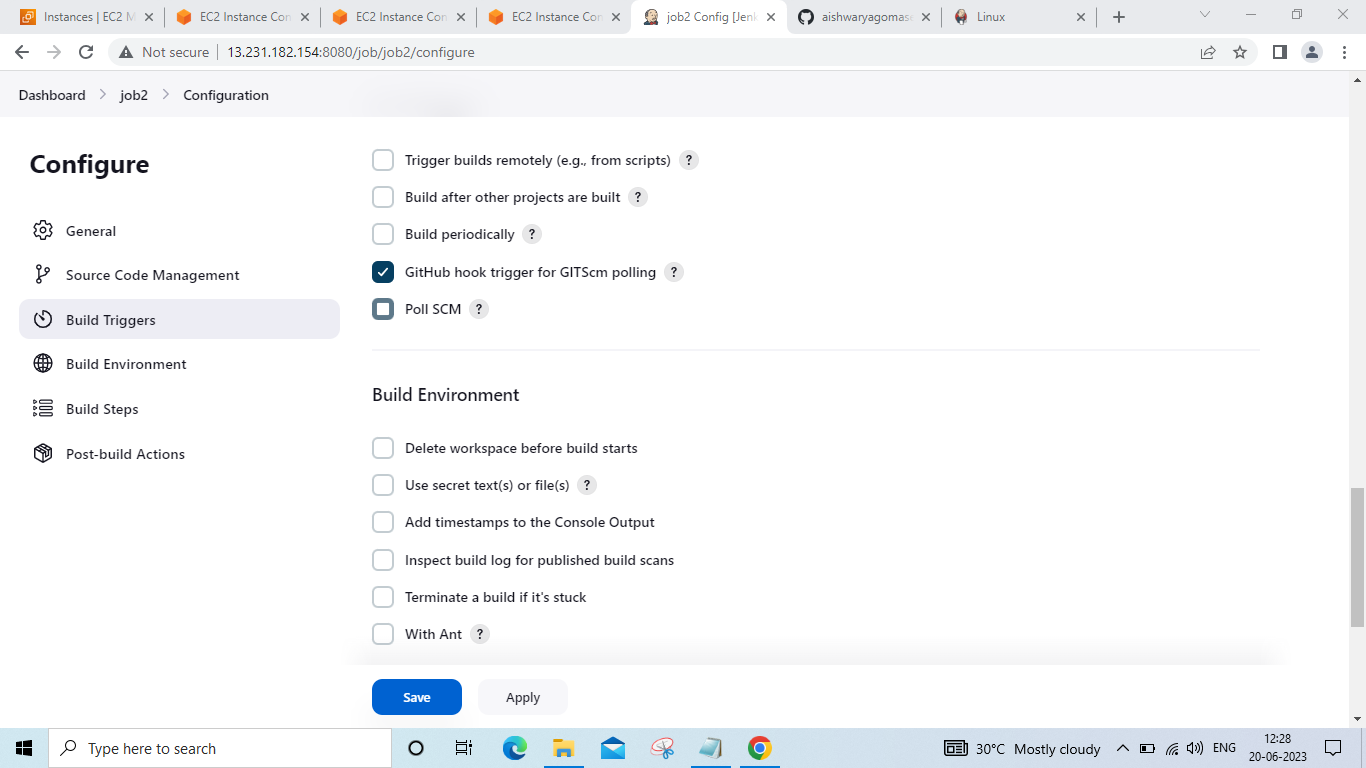 Instances | EC2 M
EC2 Instance Con
EC2 Instance Con
EC2 Instance Con
job2 Config [Jenk
aishwaryagomase
Linux
Not secure
13.231.182.154:8080/job/job2/configure
Dashboard
job2
Configuration
Configure
General
Source Code Management
Build Triggers
Build Environment
Build Steps
Post-build Actions
Trigger builds remotely (e.g., from scripts) ?
Build after other projects are built ?
Build periodically ?
GitHub hook trigger for GITScm polling ?
Poll SCM ?
Build Environment
Delete workspace before build starts
Use secret text(s) or file(s) ?
Add timestamps to the Console Output
Inspect build log for published build scans
Terminate a build if it's stuck
With Ant ?
Save
Apply
Type here to search
30°C Mostly cloudy
ENG
12:28
20-06-2023